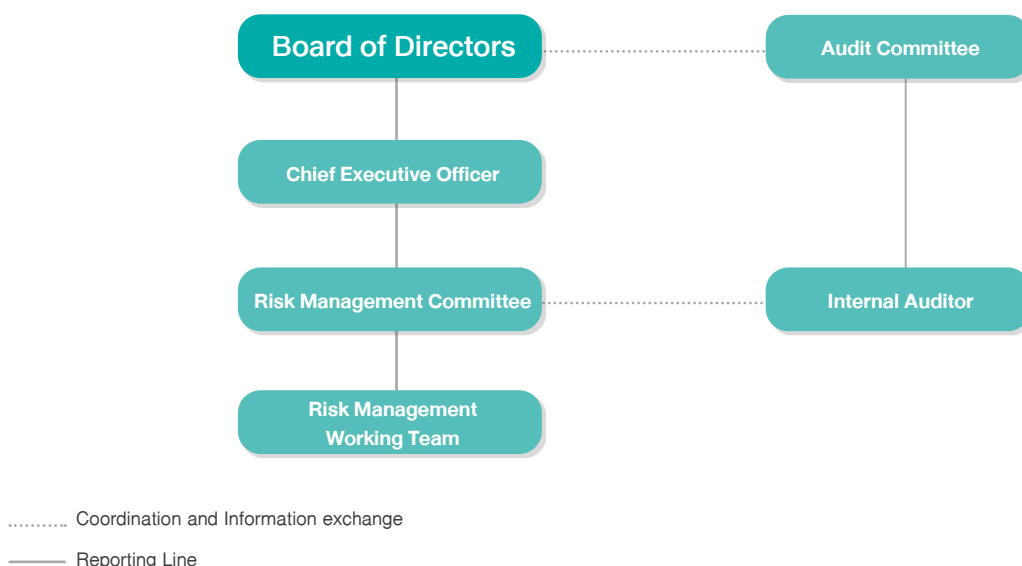 Board of Directors
Audit Committee
Chief Executive Officer
Risk Management Committee
Internal Auditor
Risk Management
Working Team
Coordination and Information exchange
Reporting Line